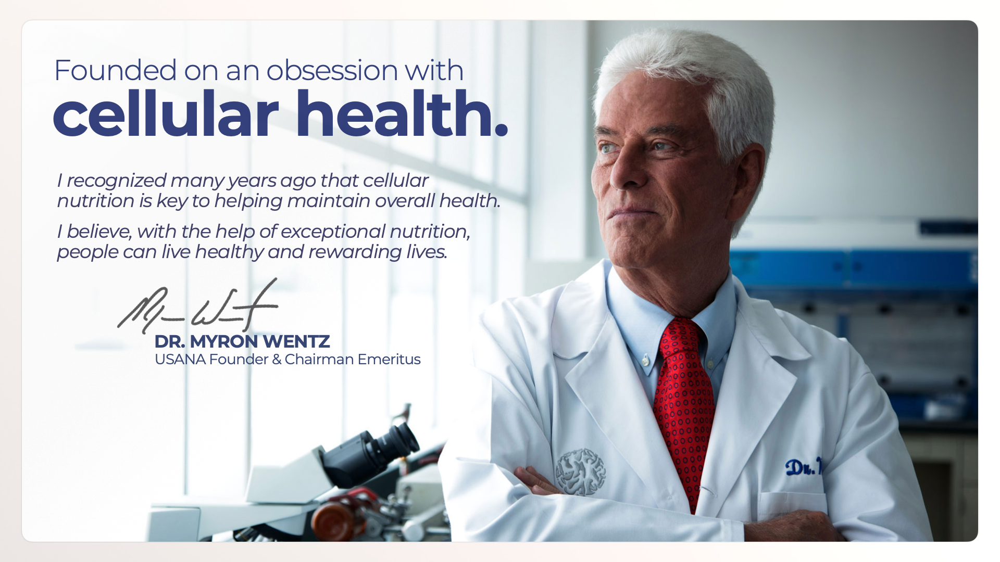 Founded on an obsession with
cellular health.
I recognized many years ago that cellular
nutrition is key to helping maintain overall health.
I believe, with the help of exceptional nutrition,
people can live healthy and rewarding lives.
Myron Wentz
DR. MYRON WENTZ
USANA Founder & Chairman Emeritus
Dr.